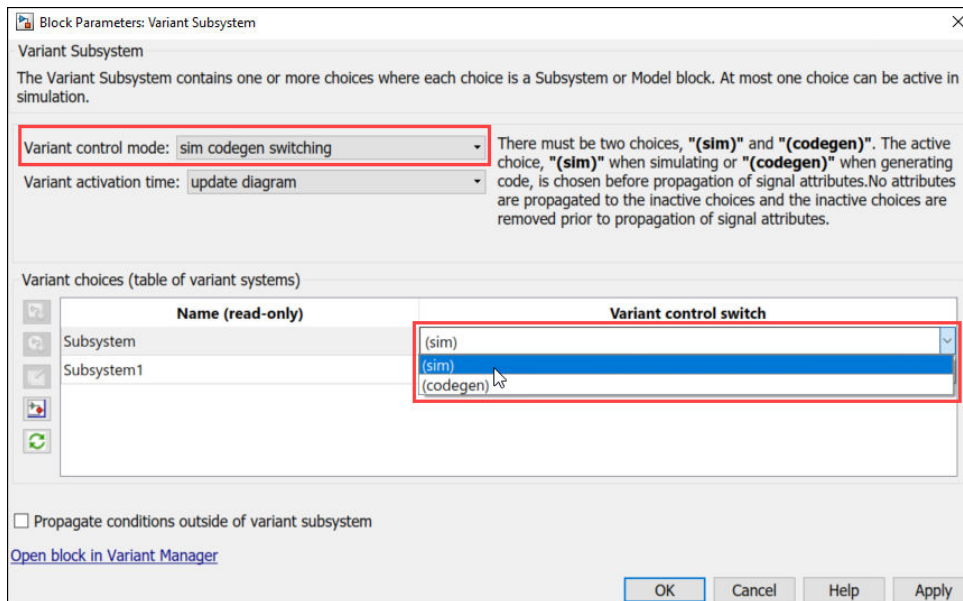 Block Parameters: Variant Subsystem
Variant Subsystem
The Variant Subsystem contains one or more choices where each choice is a Subsystem or Model block. At most one choice can be active in
simulation.
Variant control mode: sim codegen switching
Variant activation time: update diagram
There must be two choices, "(sim)" and "(codegen)". The active
choice, "(sim)" when simulating or "(codegen)" when generating
code, is chosen before propagation of signal attributes.No attributes
are propagated to the inactive choices and the inactive choices are
removed prior to propagation of signal attributes.
Variant choices (table of variant systems)
Name (read-only) Variant control switch
Subsystem (sim)
(sim)
Subsystem1
(codegen)
Propagate conditions outside of variant subsystem
Open block in Variant Manager
OK Cancel Help Apply